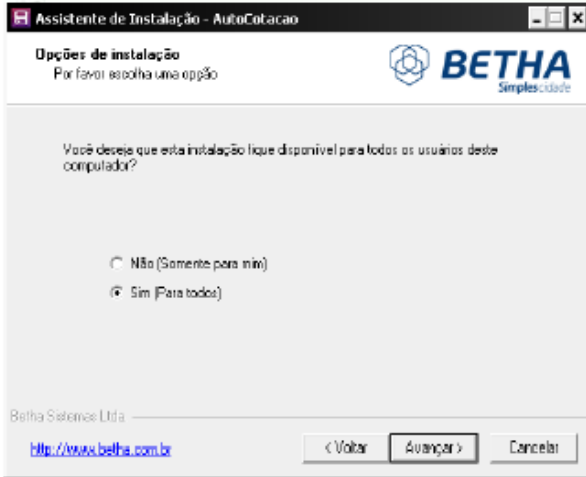 Assistente de Instalação - AutoCotacao
Opções de instalação
Por favor escolha uma opção
BETHA
Simplescidade
Você deseja que esta instalação fique disponível para todos os usuários deste
computador?
Não (Somente para mim)
Sim (Para todos)
Betha Sistemas Ltda
http://www.betha.com.br
< Voltar
Avançar >
Cancelar